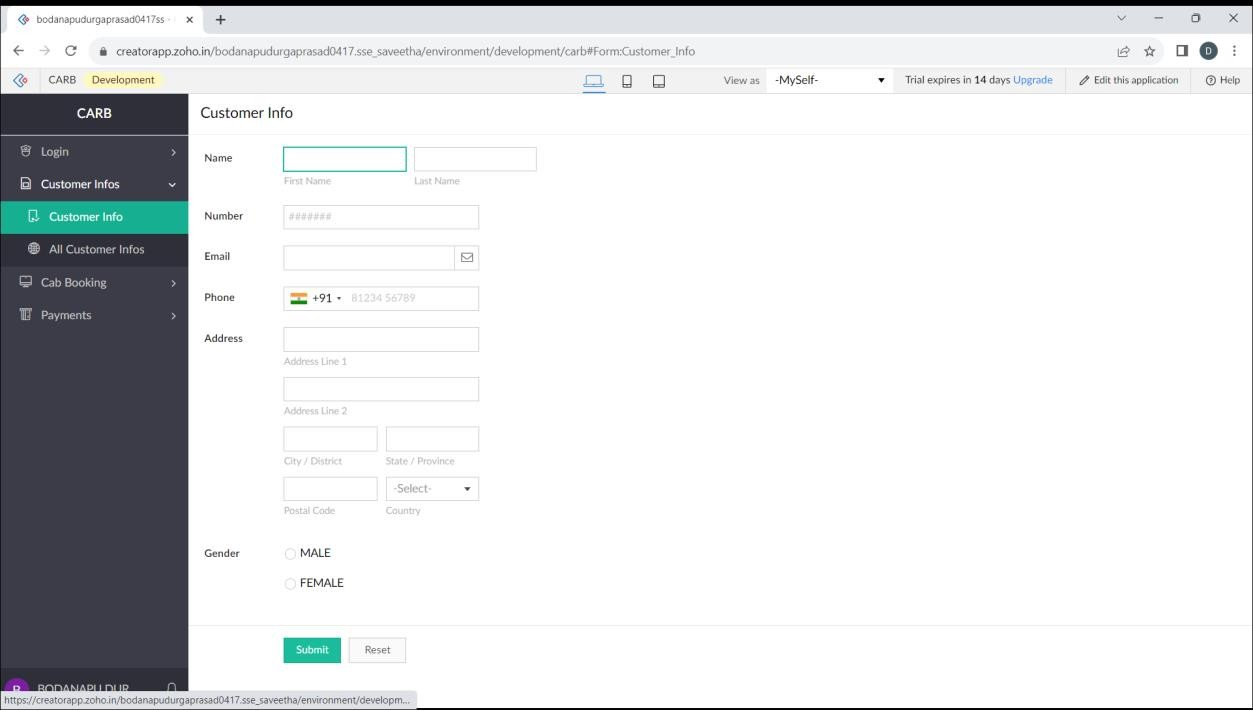 bodanapudurgaprasad0417ss -
creatorapp.zoho.in/bodanapudurgaprasad0417.sse_saveetha/environment/development/carb#Form:Customer_Info
D
CARB Development View as -MySelf- Trial expires in 14 days Upgrade Edit this application Help
CARB
Login
Customer Infos
Customer Info
All Customer Infos
Cab Booking
Payments
Customer Info
Name
First Name Last Name
Number #######
Email
Phone +91 81234 56789
Address
Address Line 1
Address Line 2
City / District State / Province
-Select-
Postal Code Country
Gender MALE
FEMALE
Submit Reset
B BODANAPU DUR
https://creatorapp.zoho.in/bodanapudurgaprasad0417.sse_saveetha/environment/developm...